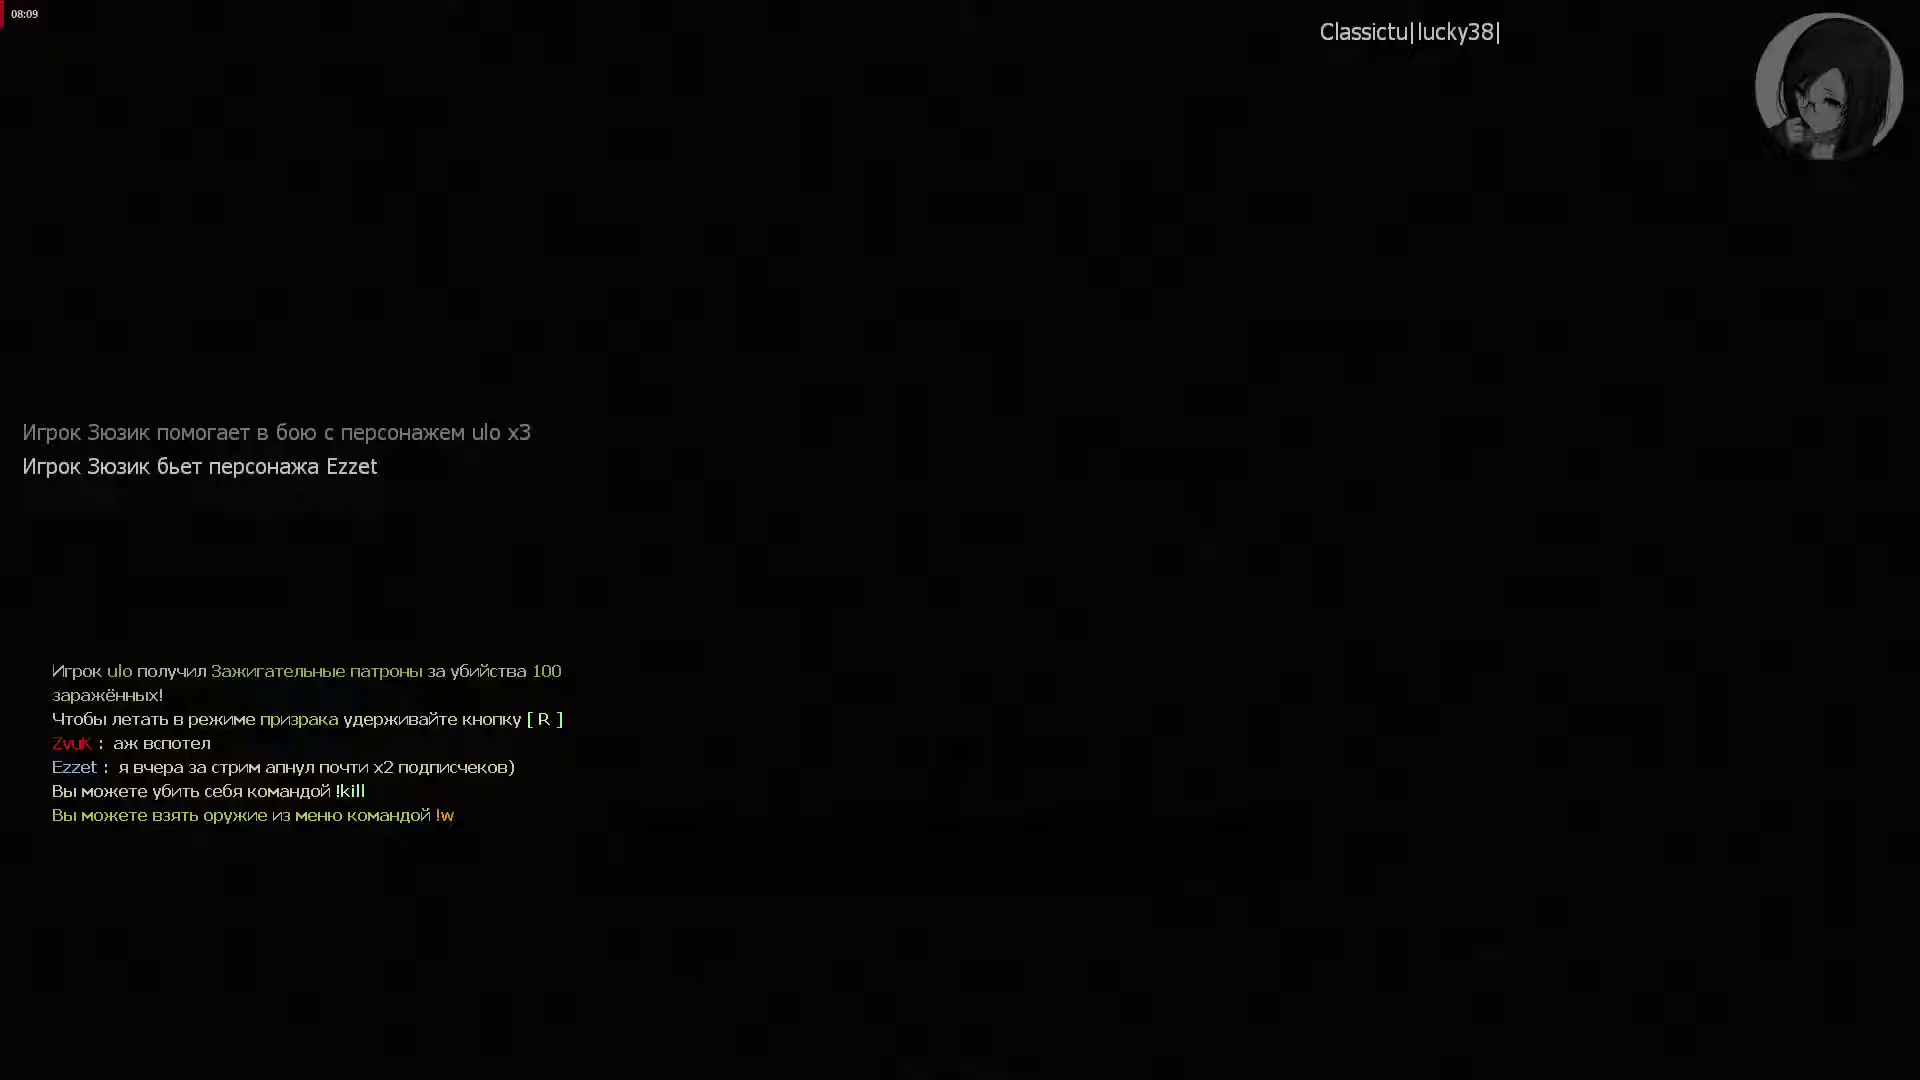 08:09
Classictu|lucky38|
Игрок Зюзик помогает в бою с персонажем ulo x3
Игрок Зюзик бьет персонажа Ezzet
Игрок ulo получил Зажигательные патроны за убийства 100
заражённых!
Чтобы летать в режиме призрака удерживайте кнопку [ R ]
ZvuK : аж вспотел
Ezzet : я вчера за стрим апнул почти х2 подписчеков)
Вы можете убить себя командой !kill
Вы можете взять оружие из меню командой !w